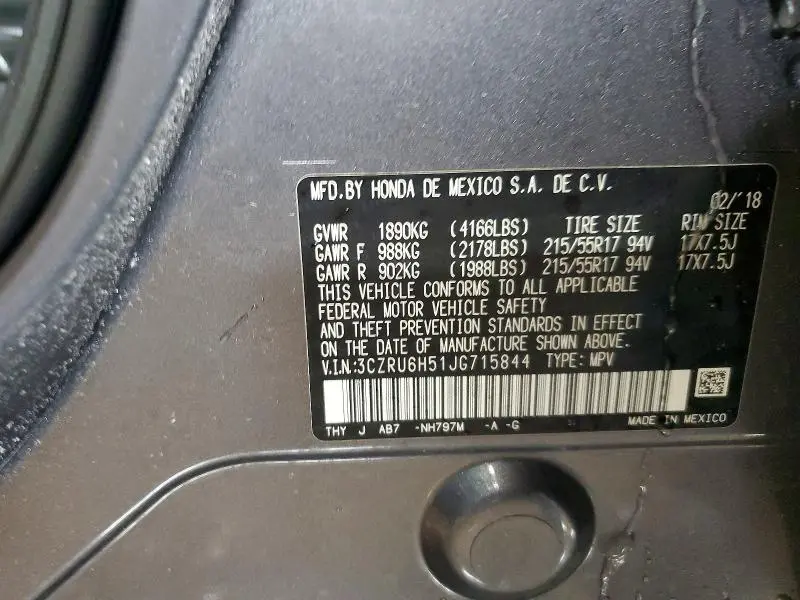 MFD.BY HONDA DE MEXICO S.A. DE C.V.
02/'18
GVWR 1890KG (4166LBS) TIRE SIZE RIM SIZE
GAWR F 988KG (2178LBS) 215/55R17 94V 17X7.5J
GAWR R 902KG (1988LBS) 215/55R17 94V 17X7.5J
THIS VEHICLE CONFORMS TO ALL APPLICABLE
FEDERAL MOTOR VEHICLE SAFETY
AND THEFT PREVENTION STANDARDS IN EFFECT
ON THE DATE OF MANUFACTURE SHOWN ABOVE.
V.I.N:3CZRU6H51JG715844 TYPE: MPV
THY J AB7 -NH797M -A -G
MADE IN MEXICO